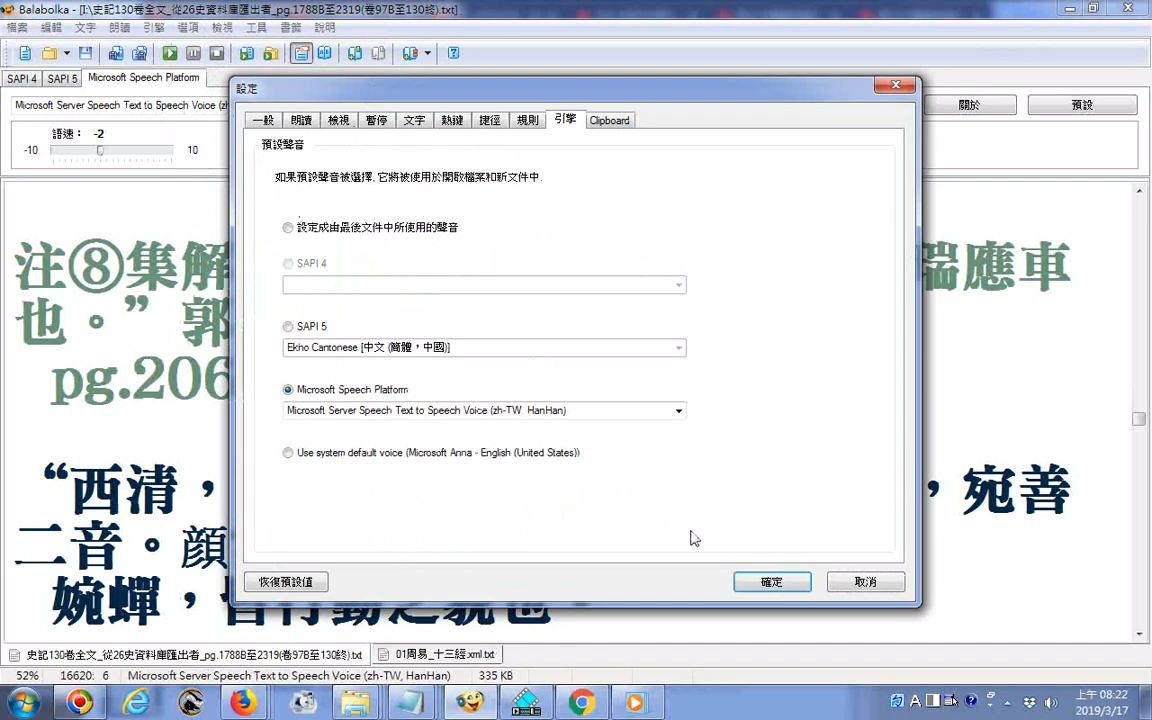 Balabolka - [I:\史記130卷全文_從26史資料庫匯出者_pg.1788B至2319(卷97B至130終).txt]
檔案 編輯 文字 朗讀 引擎 選項 檢視 工具 書籤 說明
SAPI 4 SAPI 5 Microsoft Speech Platform
Microsoft Server Speech Text to Speech Voice (zh
關於 預設
語速： -2
-10 10
設定
一般 朗讀 檢視 暫停 文字 熱鍵 捷徑 規則 引擎 Clipboard
預設聲音
如果預設聲音被選擇, 它將被使用於開啟檔案和新文件中.
設定成由最後文件中所使用的聲音
SAPI 4
SAPI 5
Ekho Cantonese [中文 (簡體，中國)]
Microsoft Speech Platform
Microsoft Server Speech Text to Speech Voice (zh-TW HanHan)
Use system default voice (Microsoft Anna - English (United States))
恢復預設値 確定 取消
注⑧集解 瑞應車
也。”郭
pg.206
“西清， ，宛善
二音。顏
婉蟬，皆行動之貌也。
史記130卷全文_從26史資料庫匯出者_pg.1788B至2319(卷97B至130終).txt 01周易_十三經.xml.txt
52% 16620: 6 Microsoft Server Speech Text to Speech Voice (zh-TW, HanHan) 335 KB
上午 08:22
2019/3/17